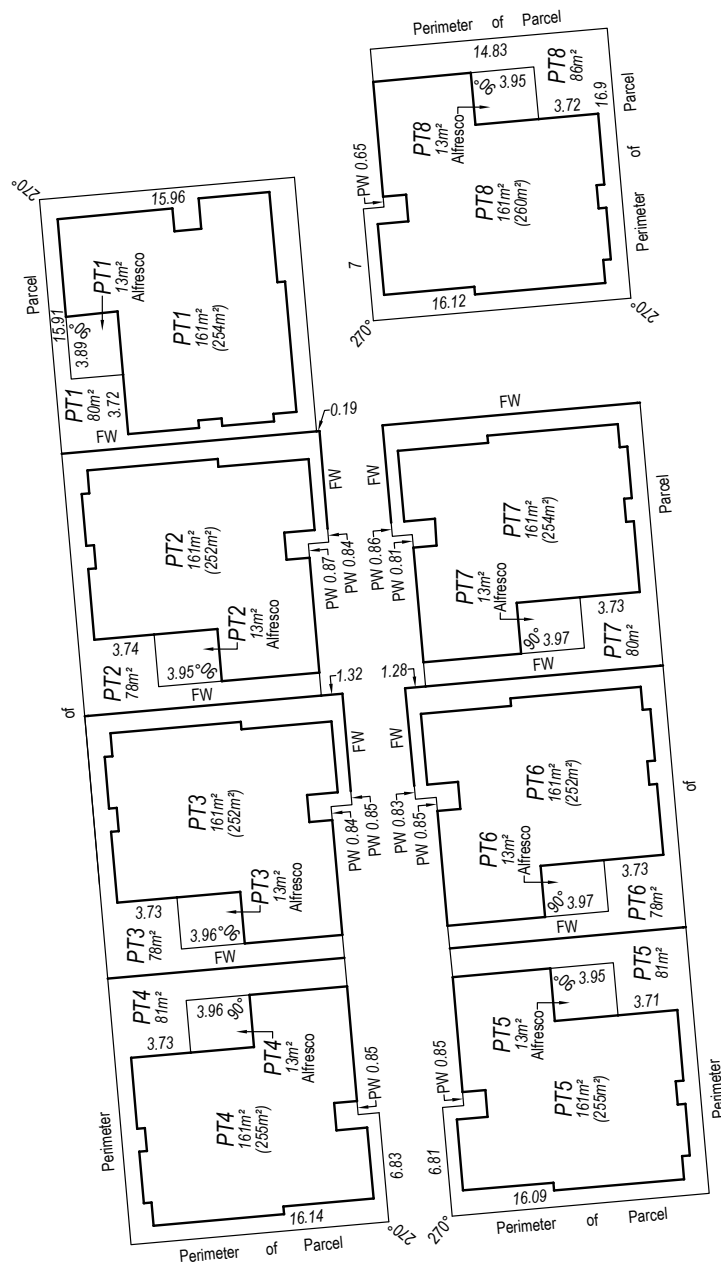 Perimeter of Parcel
14.83
PT8
86m²
90°
3.95
3.72
16.9
Parcel
of
Perimeter
PT8
13m²
Alfresco
PW 0.65
PT8
161m²
(260m²)
7
16.12
270°
270°
270°
15.96
Parcel
15.91
PT1
13m²
Alfresco
90°
3.89
PT1
80m²
3.72
PT1
161m²
(254m²)
FW
0.19
FW
PT2
161m²
(252m²)
PW 0.87
PW 0.84
3.74
PT2
78m²
3.95
90°
PT2
13m²
Alfresco
FW
1.32
of
FW
PT3
161m²
(252m²)
PW 0.84
PW 0.85
3.73
PT3
78m²
3.96
90°
PT3
13m²
Alfresco
FW
PT4
81m²
3.96
90°
3.73
PT4
13m²
Alfresco
PW 0.85
Perimeter
PT4
161m²
(255m²)
6.83
16.14
270°
Perimeter of Parcel
FW
FW
PT7
161m²
(254m²)
PW 0.86
PW 0.81
PT7
13m²
Alfresco
Parcel
3.73
90°
3.97
PT7
80m²
FW
1.28
FW
PT6
161m²
(252m²)
PW 0.83
PW 0.85
of
PT6
13m²
Alfresco
3.73
90°
3.97
PT6
78m²
FW
90°
3.95
PT5
81m²
3.71
PT5
13m²
Alfresco
PW 0.85
PT5
161m²
(255m²)
Perimeter
6.81
16.09
270°
Perimeter of Parcel